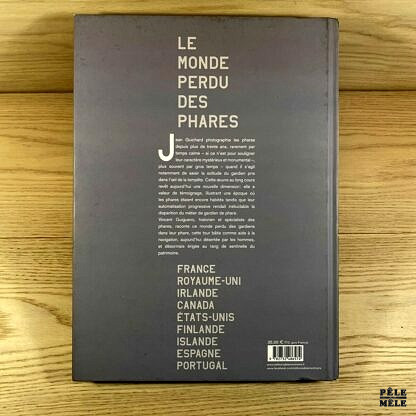 LE
MONDE
PERDU
DES
PHARES
Jean Guichard photographie les phares
depuis plus de trente ans, rarement par
temps calme – si ce n'est pour souligner
leur caractère mystérieux et monumental –,
plus souvent par gros temps – quand il s'agit
notamment de saisir la solitude du gardien pris
dans l'œil de la tempête. Cette œuvre au long cours
revêt aujourd'hui une nouvelle dimension : elle a
valeur de témoignage, illustrant une époque où
les phares étaient encore habités tandis que leur
automatisation progressive rendait inéluctable la
disparition du métier de gardien de phare.
Vincent Guigueno, historien et spécialiste des
phares, raconte ce monde perdu des gardiens
dans leur phare, cette tour bâtie comme aide à la
navigation, aujourd'hui désertée par les hommes,
et désormais érigée au rang de sentinelle du
patrimoine.
FRANCE
ROYAUME-UNI
IRLANDE
CANADA
ÉTATS-UNIS
FINLANDE
ISLANDE
ESPAGNE
PORTUGAL
TTC (prix France)
PÊLE
MÊLE